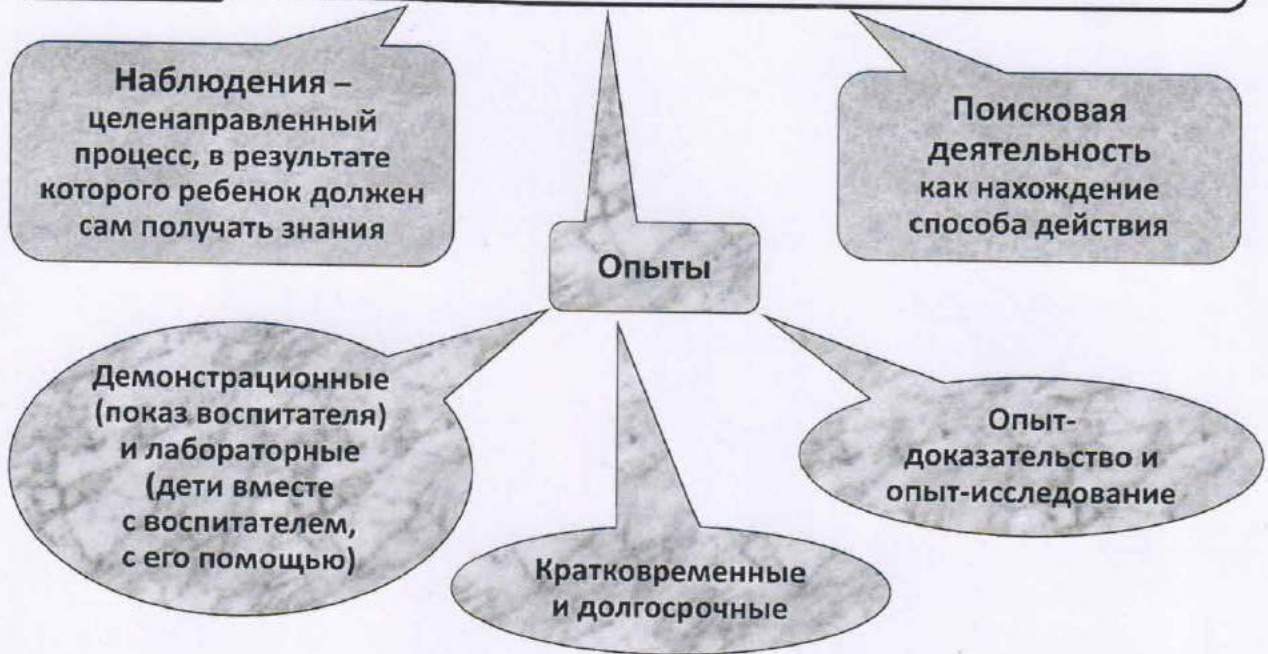 Наблюдения –
целенаправленный
процесс, в результате
которого ребенок должен
сам получать знания
Поисковая
деятельность
как нахождение
способа действия
Опыты
Демонстрационные
(показ воспитателя)
и лабораторные
(дети вместе
с воспитателем,
с его помощью)
Кратковременные
и долгосрочные
Опыт-
доказательство и
опыт-исследование